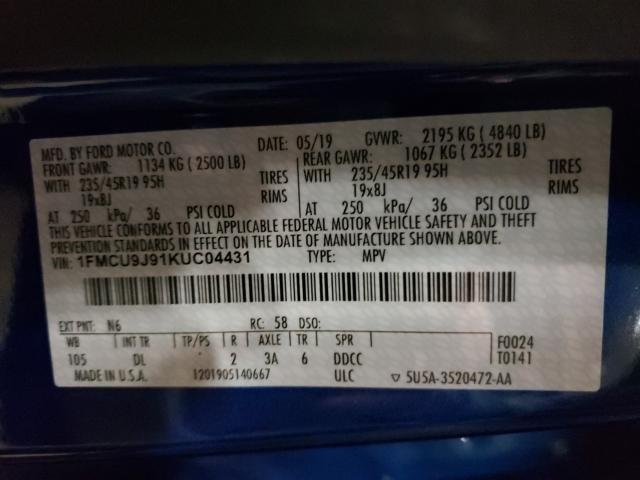 MFD. BY FORD MOTOR CO. DATE: 05/19 GVWR: 2195 KG ( 4840 LB)
FRONT GAWR: 1134 KG ( 2500 LB) REAR GAWR: 1067 KG ( 2352 LB)
WITH 235/45R19 95H TIRES WITH 235/45R19 95H TIRES
19x8J RIMS 19x8J RIMS
AT 250 kPa/ 36 PSI COLD AT 250 kPa/ 36 PSI COLD
THIS VEHICLE CONFORMS TO ALL APPLICABLE FEDERAL MOTOR VEHICLE SAFETY AND THEFT
PREVENTION STANDARDS IN EFFECT ON THE DATE OF MANUFACTURE SHOWN ABOVE.
VIN: 1FMCU9J91KUC04431 TYPE: MPV
EXT PNT: N6 RC: 58 DSO:
WB INT TR TP/PS R AXLE TR SPR F0024
105 DL 2 3A 6 DDCC T0141
MADE IN U.S.A. 1201905140667 ULC ▽ 5U5A-3520472-AA